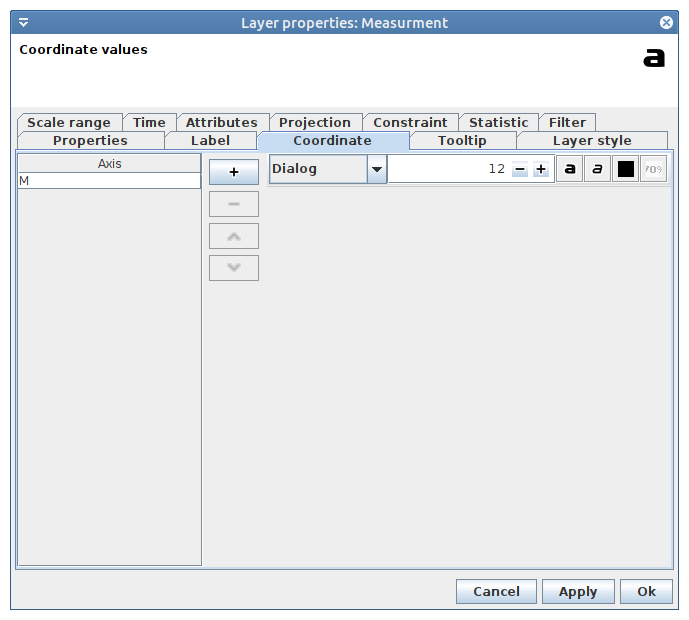 Layer properties: Measurment
Coordinate values
a
Scale range Time Attributes Projection Constraint Statistic Filter
Properties Label Coordinate Tooltip Layer style
Axis
M
+
−
Dialog 12 − + a a 70%
Cancel Apply Ok